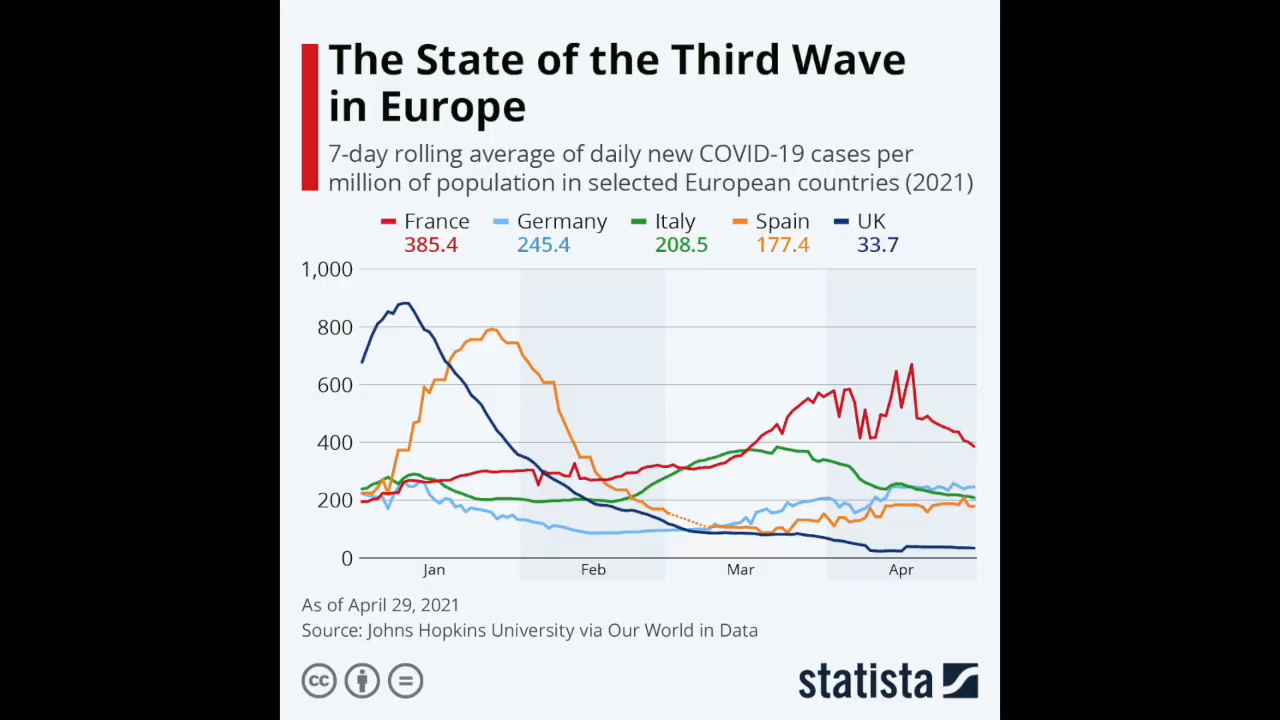 The State of the Third Wave
in Europe
7-day rolling average of daily new COVID-19 cases per
million of population in selected European countries (2021)
France Germany Italy Spain UK
385.4 245.4 208.5 177.4 33.7
1,000
800
600
400
200
0
Jan Feb Mar Apr
As of April 29, 2021
Source: Johns Hopkins University via Our World in Data
cc
statista